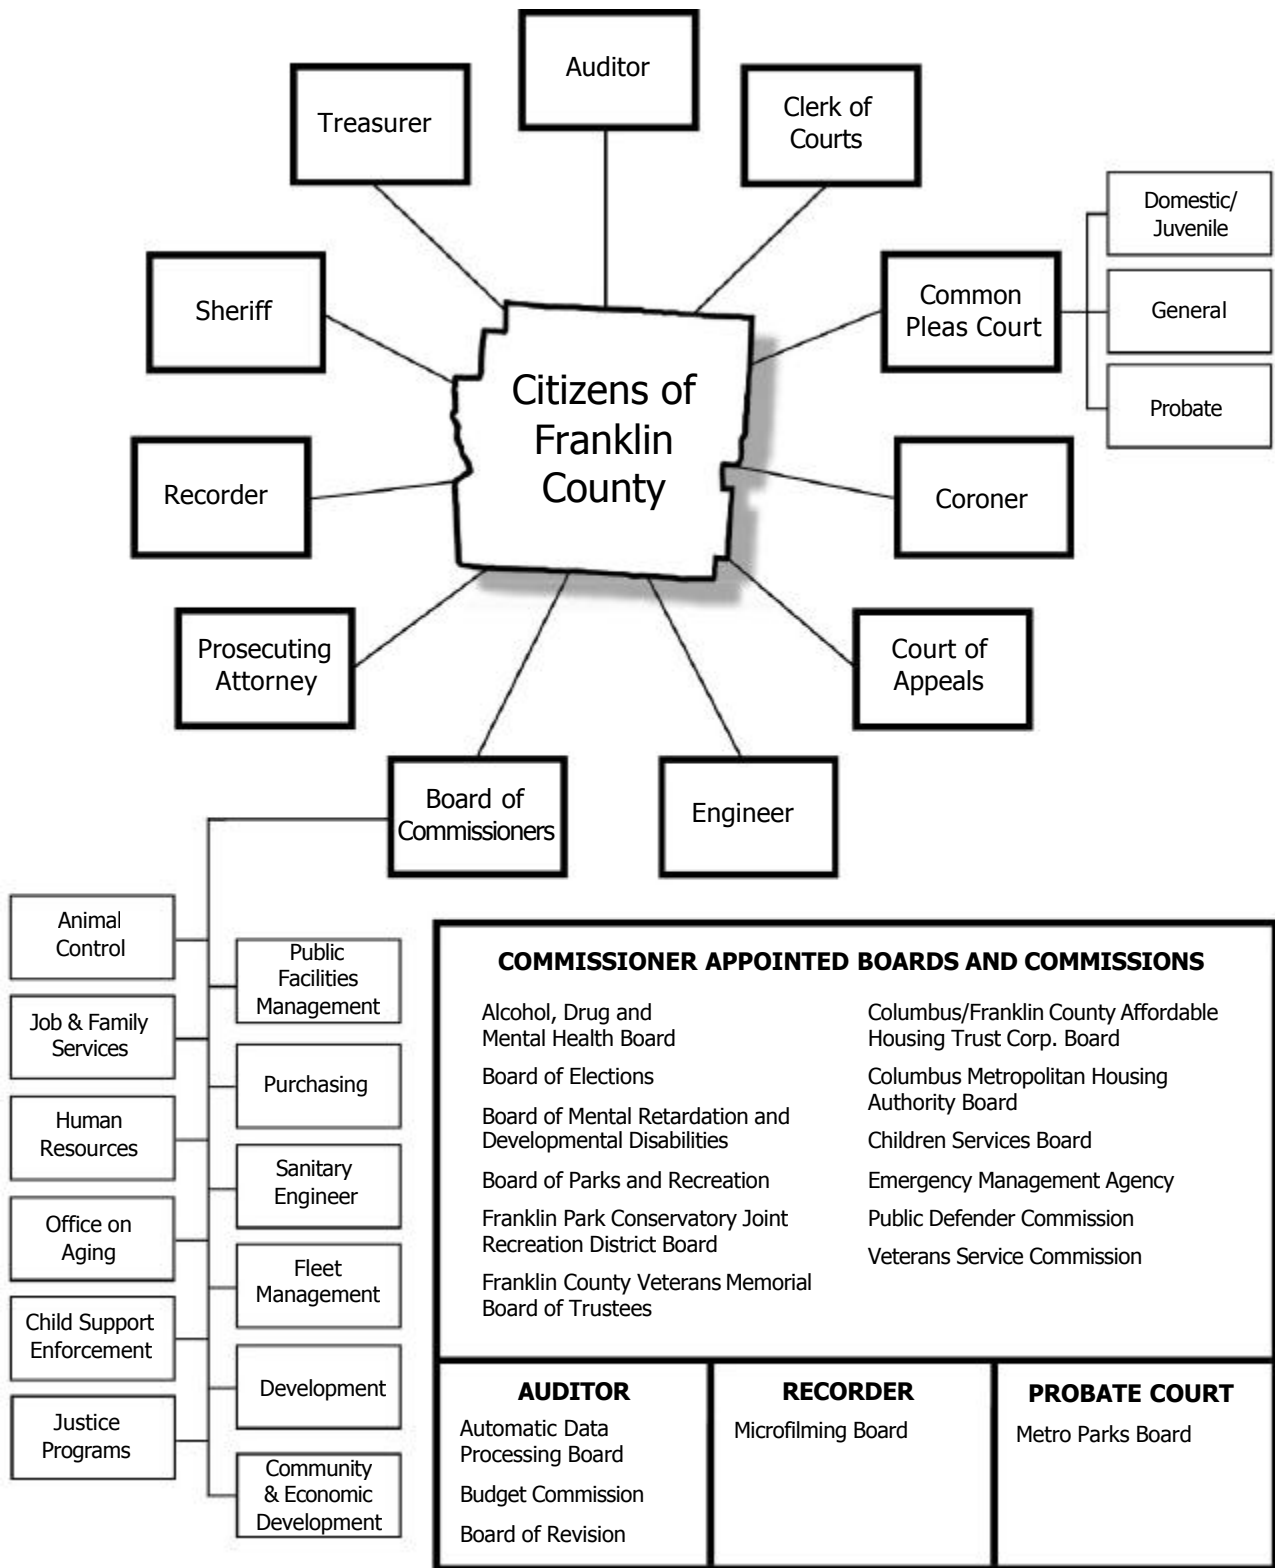 Auditor
Treasurer
Clerk of
Courts
Domestic/
Juvenile
Sheriff
Common
Pleas Court
General
Citizens of
Franklin
County
Probate
Recorder
Coroner
Prosecuting
Attorney
Court of
Appeals
Board of
Commissioners
Engineer
Animal
Control
Job & Family
Services
Human
Resources
Office on
Aging
Child Support
Enforcement
Justice
Programs
Public
Facilities
Management
Purchasing
Sanitary
Engineer
Fleet
Management
Development
Community
& Economic
Development
COMMISSIONER APPOINTED BOARDS AND COMMISSIONS
Alcohol, Drug and
Mental Health Board
Board of Elections
Board of Mental Retardation and
Developmental Disabilities
Board of Parks and Recreation
Franklin Park Conservatory Joint
Recreation District Board
Franklin County Veterans Memorial
Board of Trustees
Columbus/Franklin County Affordable
Housing Trust Corp. Board
Columbus Metropolitan Housing
Authority Board
Children Services Board
Emergency Management Agency
Public Defender Commission
Veterans Service Commission
AUDITOR
Automatic Data
Processing Board
Budget Commission
Board of Revision
RECORDER
Microfilming Board
PROBATE COURT
Metro Parks Board